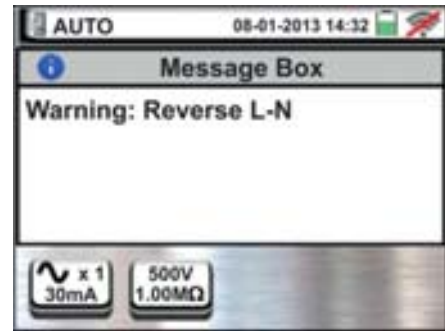 AUTO 08-01-2013 14:32
Message Box
Warning: Reverse L-N
x 1
30mA
500V
1.00MΩ